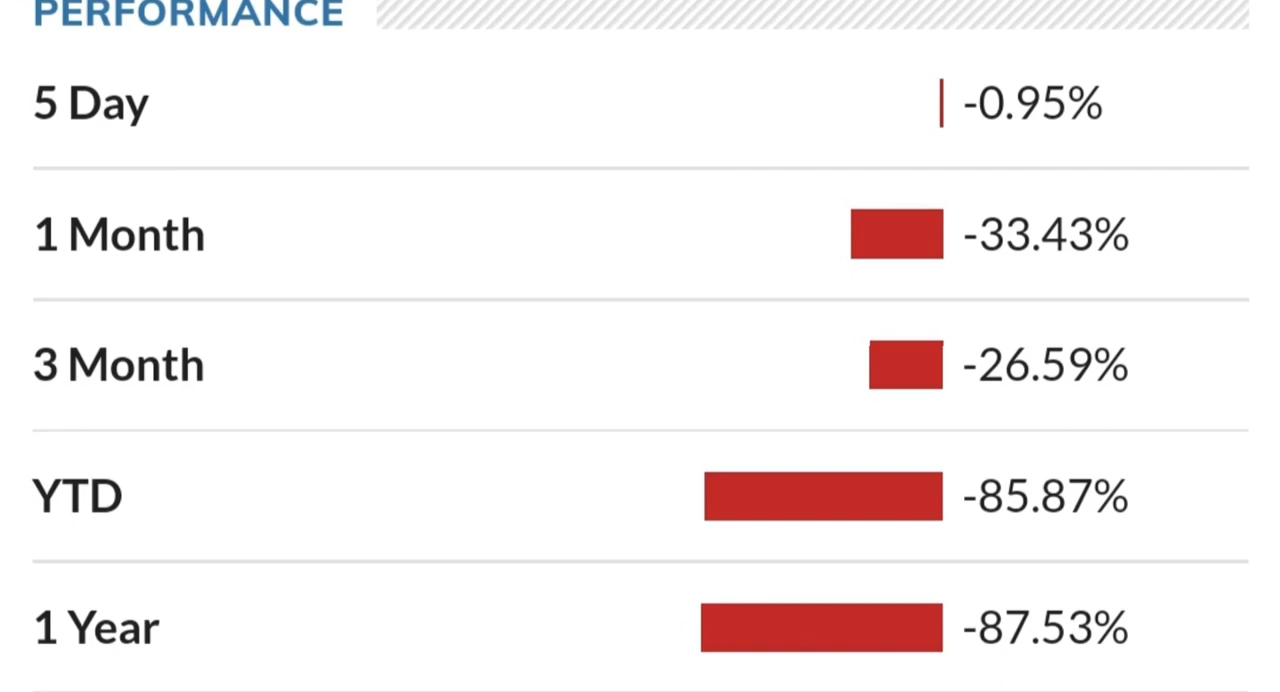 PERFORMANCE
5 Day -0.95%
1 Month -33.43%
3 Month -26.59%
YTD -85.87%
1 Year -87.53%